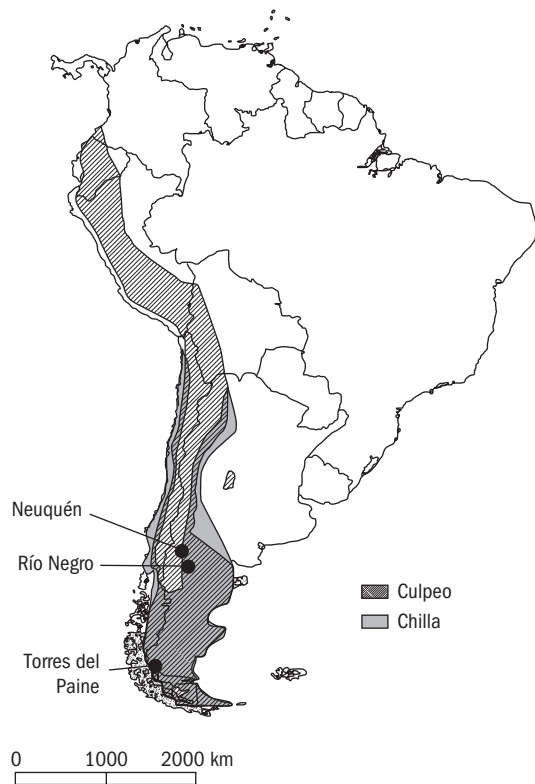 Neuquén
Río Negro
Culpeo
Chilla
Torres del
Paine
0 1000 2000 km